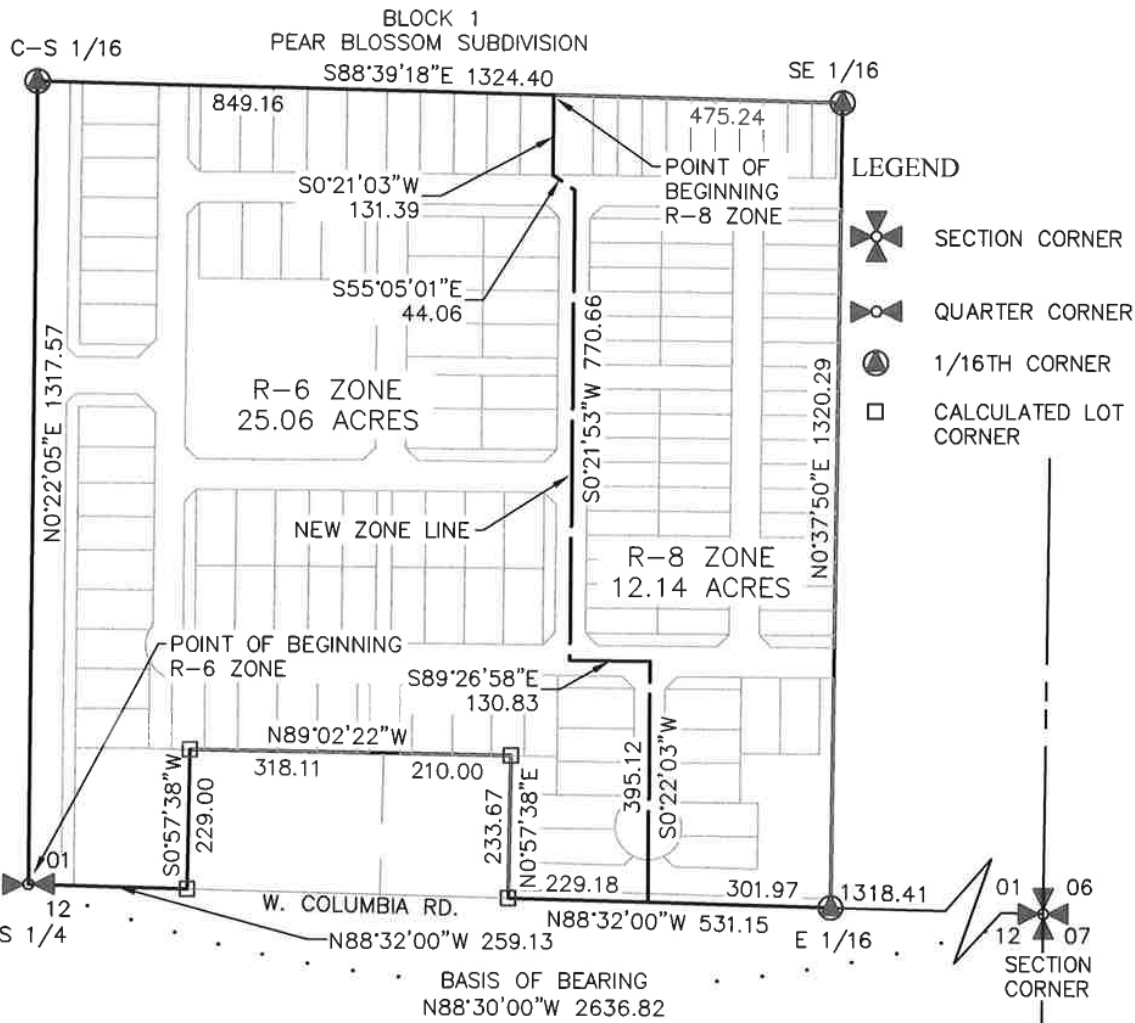 BLOCK 1
PEAR BLOSSOM SUBDIVISION
C-S 1/16
S88°39'18"E 1324.40
SE 1/16
849.16
475.24
S0°21'03"W
131.39
POINT OF
BEGINNING
R-8 ZONE
LEGEND
SECTION CORNER
QUARTER CORNER
1/16TH CORNER
CALCULATED LOT
CORNER
S55°05'01"E
44.06
N0°22'05"E 1317.57
R-6 ZONE
25.06 ACRES
S0°21'53"W 770.66
N0°37'50"E 1320.29
NEW ZONE LINE
R-8 ZONE
12.14 ACRES
POINT OF BEGINNING
R-6 ZONE
S89°26'58"E
130.83
N89°02'22"W
318.11
210.00
S0°57'38"W
229.00
233.67
N0°57'38"E
395.12
S0°22'03"W
01
12
S 1/4
W. COLUMBIA RD.
229.18
301.97
1318.41
N88°32'00"W 531.15
E 1/16
N88°32'00"W 259.13
01
06
12
07
SECTION
CORNER
BASIS OF BEARING
N88°30'00"W 2636.82